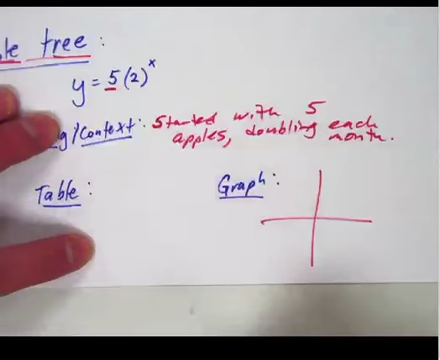 tree:
y = 5(2)^x
/Context: Started with 5
apples, doubling each
month.
Table:
Graph: